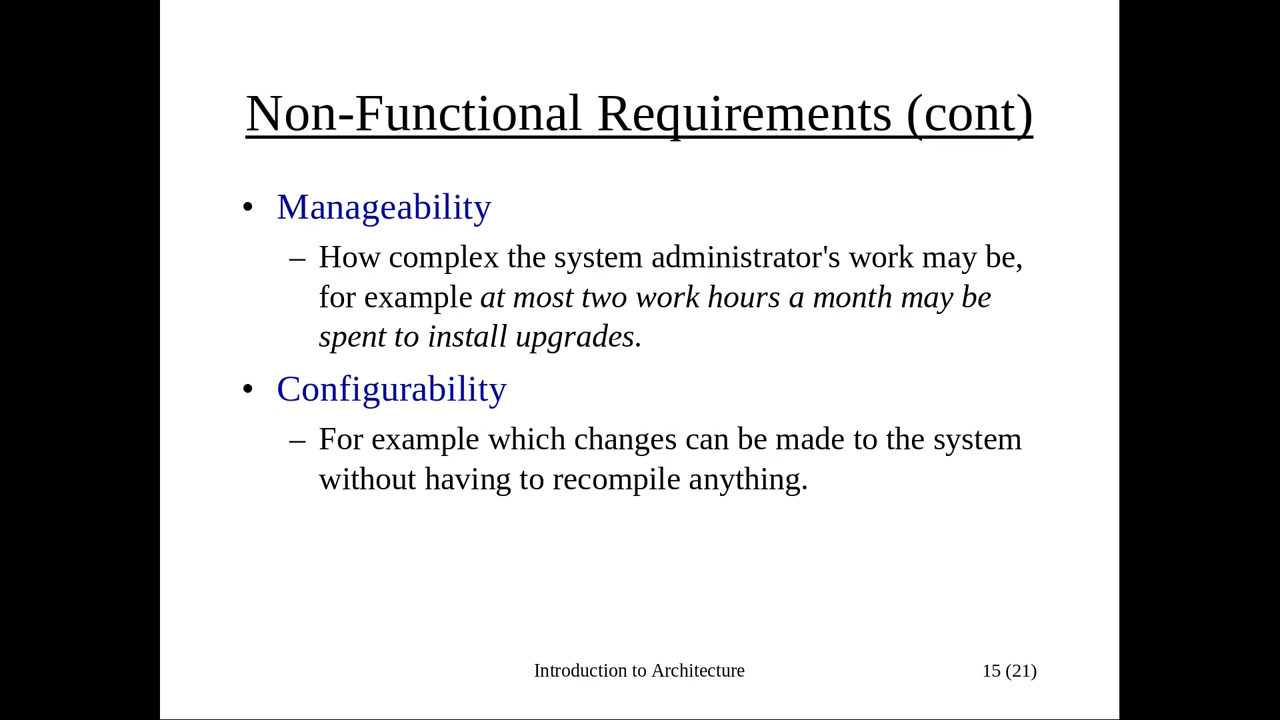 Non-Functional Requirements (cont)
• Manageability
– How complex the system administrator's work may be,
for example at most two work hours a month may be
spent to install upgrades.
• Configurability
– For example which changes can be made to the system
without having to recompile anything.
Introduction to Architecture
15 (21)